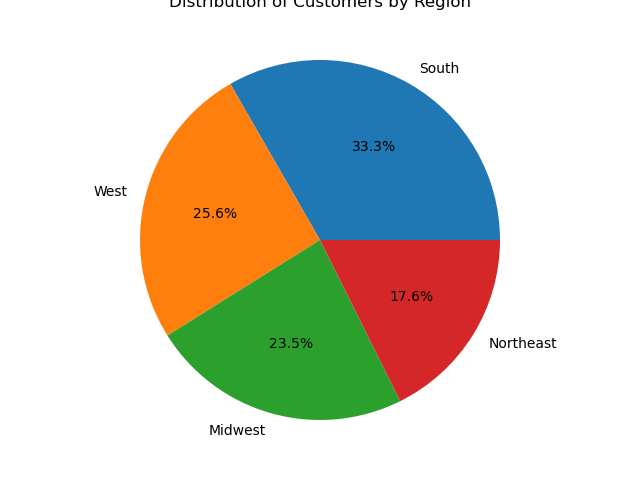 Distribution of Customers by Region
South
33.3%
West
25.6%
17.6%
23.5%
Northeast
Midwest